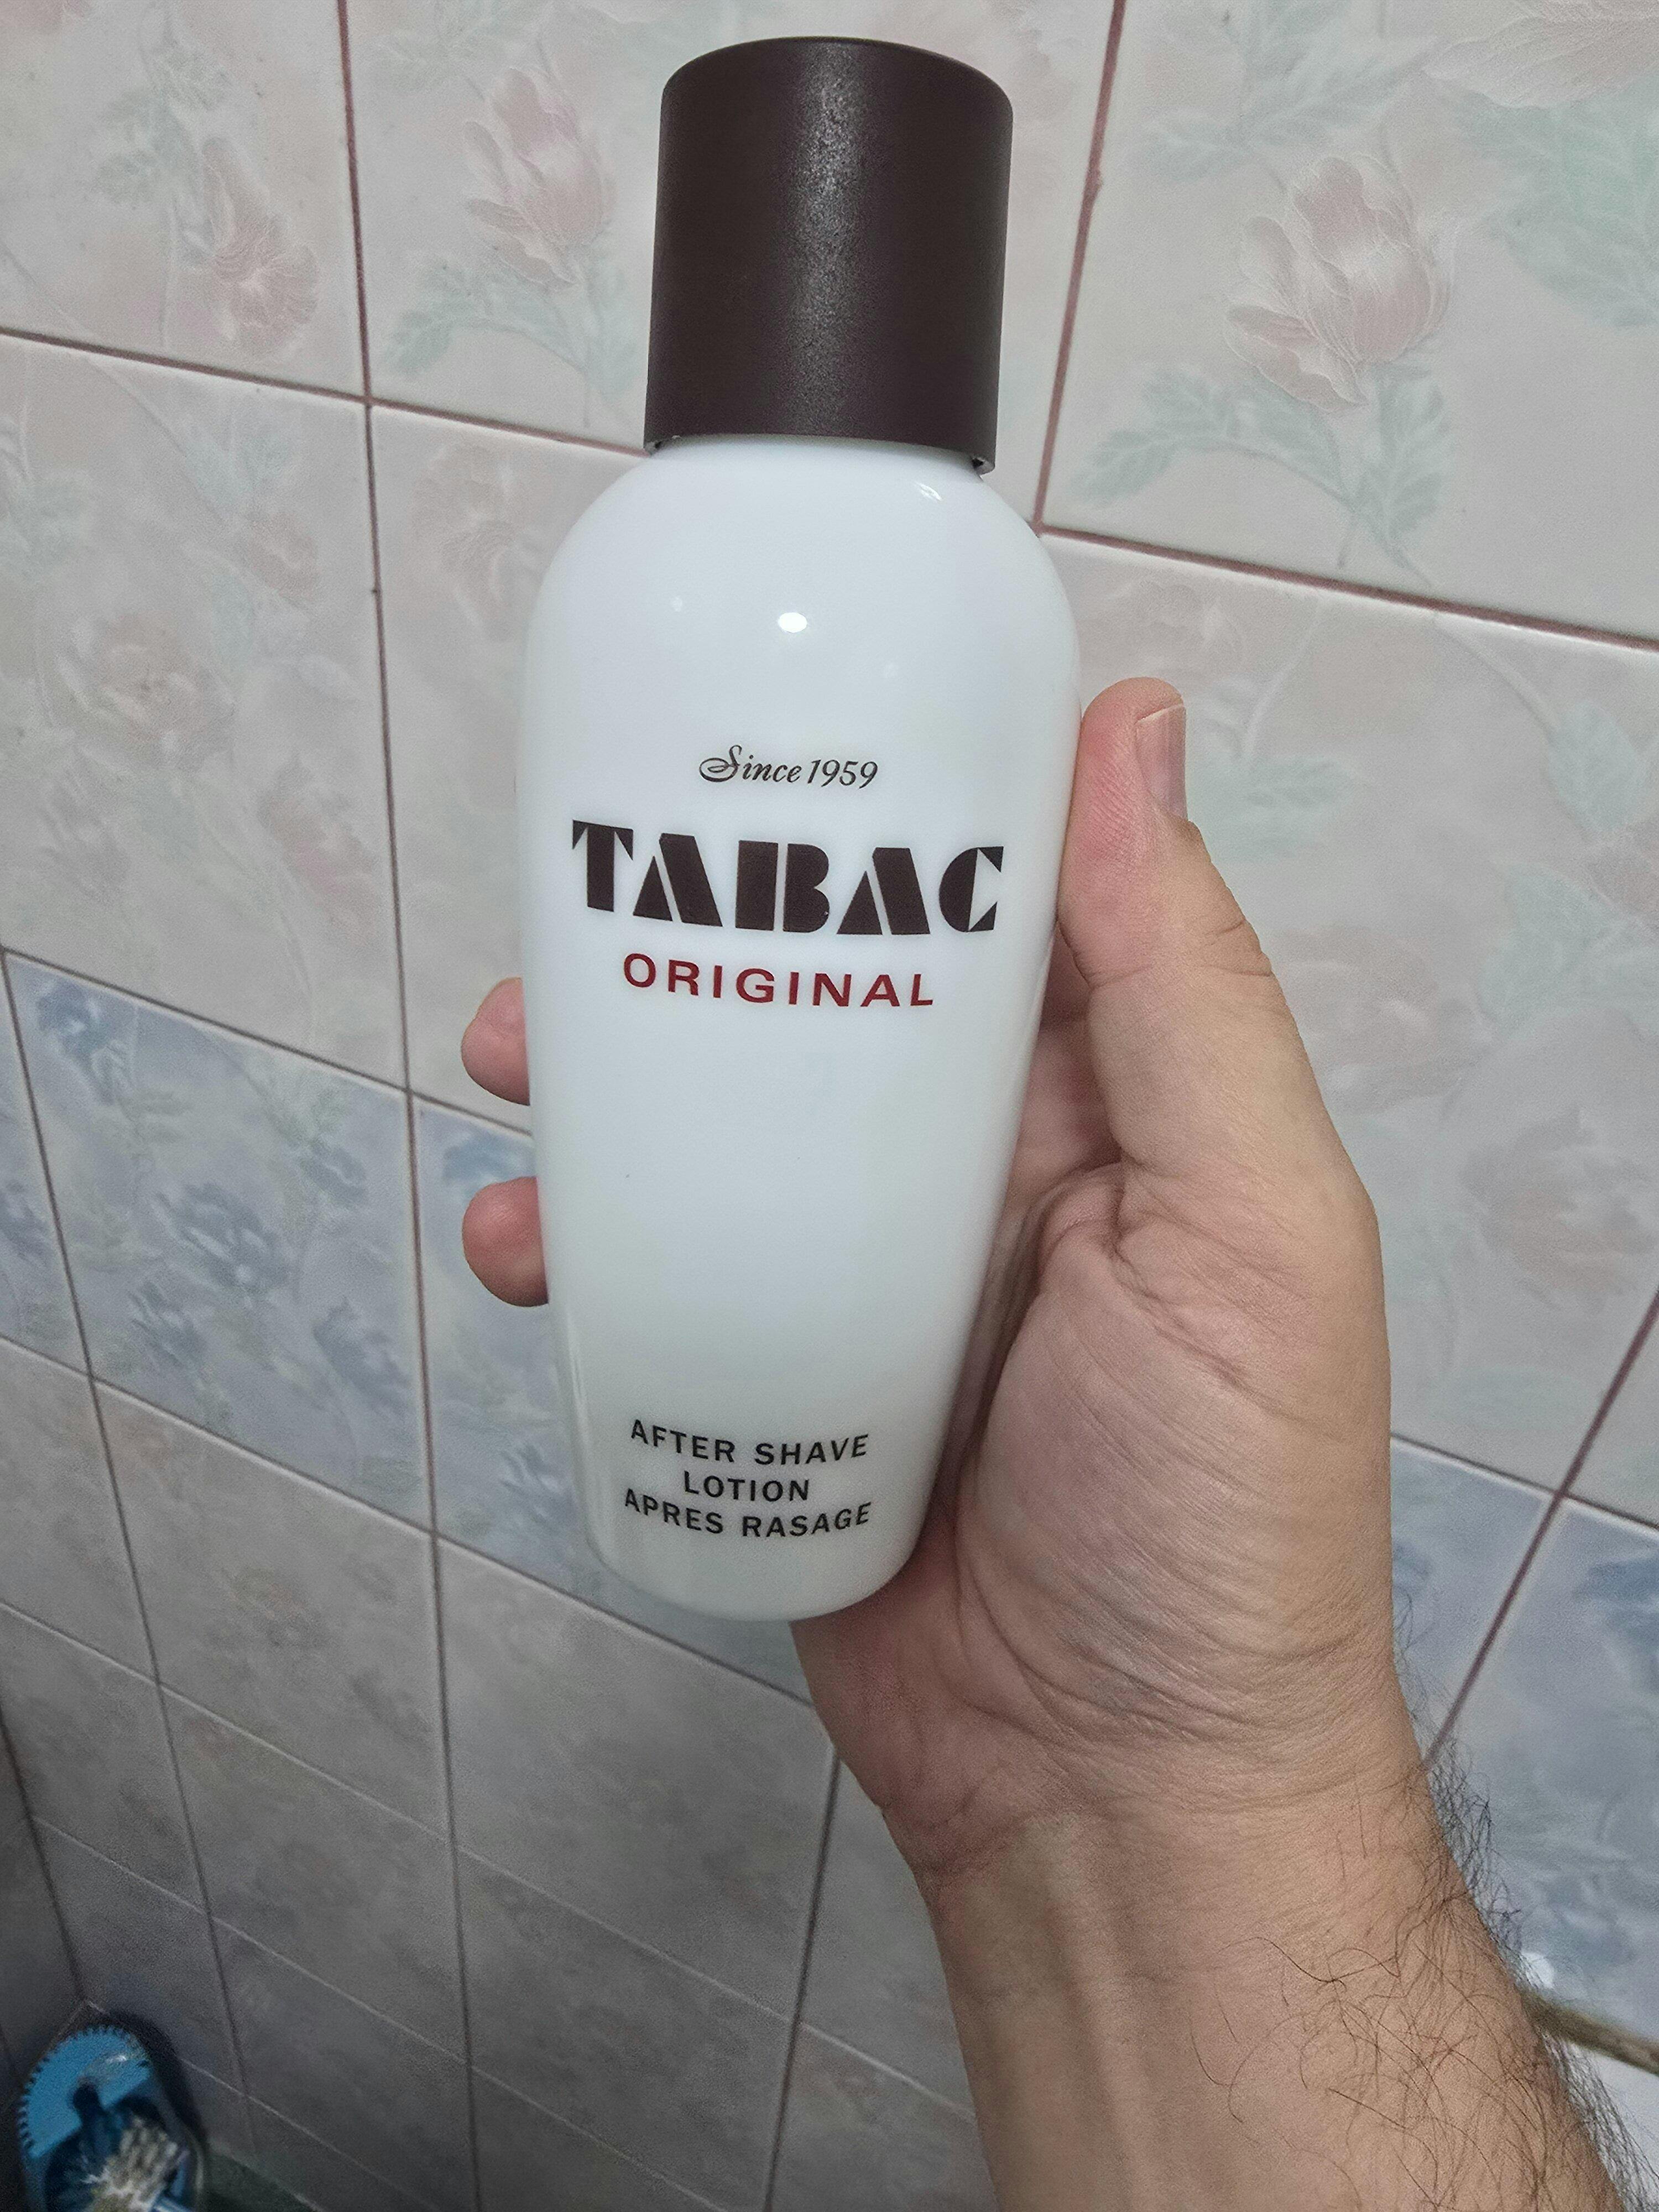 Since 1959
TABAC
ORIGINAL
AFTER SHAVE
LOTION
APRES RASAGE